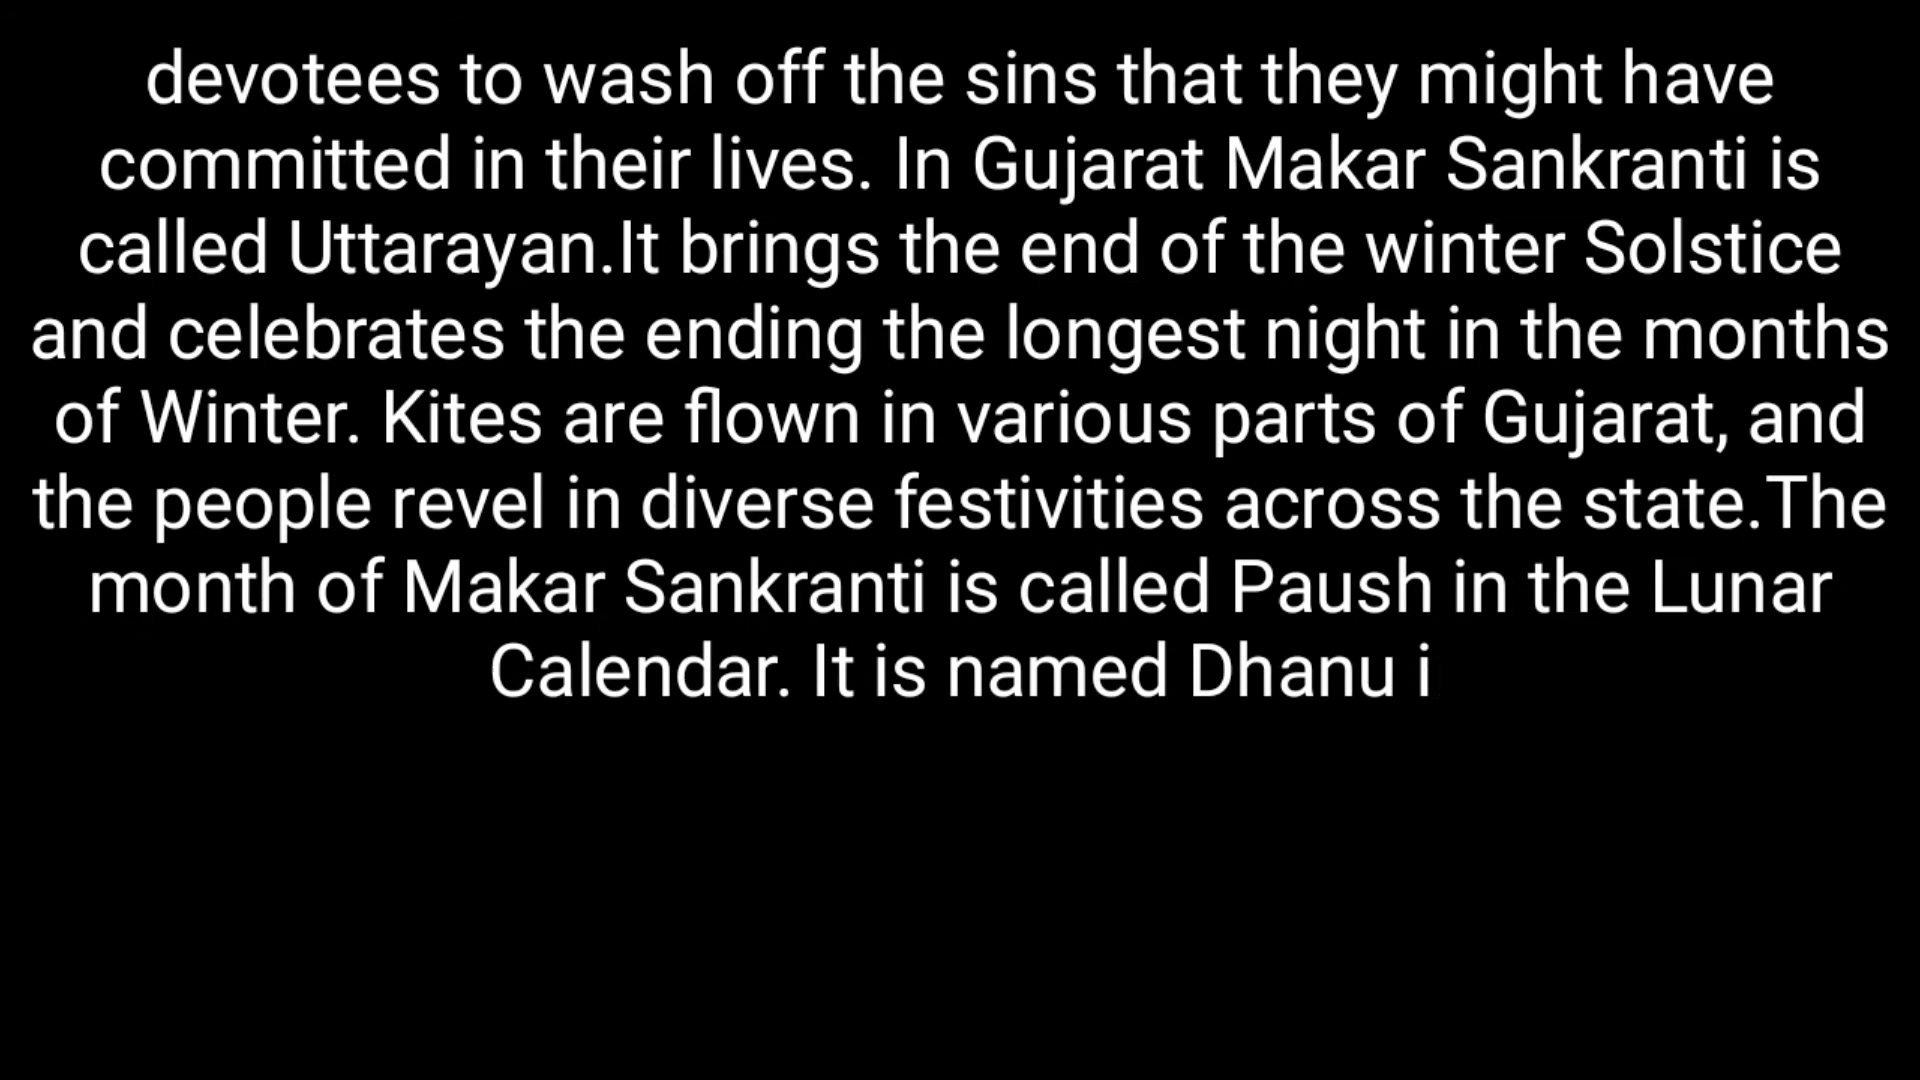 devotees to wash off the sins that they might have
committed in their lives. In Gujarat Makar Sankranti is
called Uttarayan.It brings the end of the winter Solstice
and celebrates the ending the longest night in the months
of Winter. Kites are flown in various parts of Gujarat, and
the people revel in diverse festivities across the state.The
month of Makar Sankranti is called Paush in the Lunar
Calendar. It is named Dhanu i